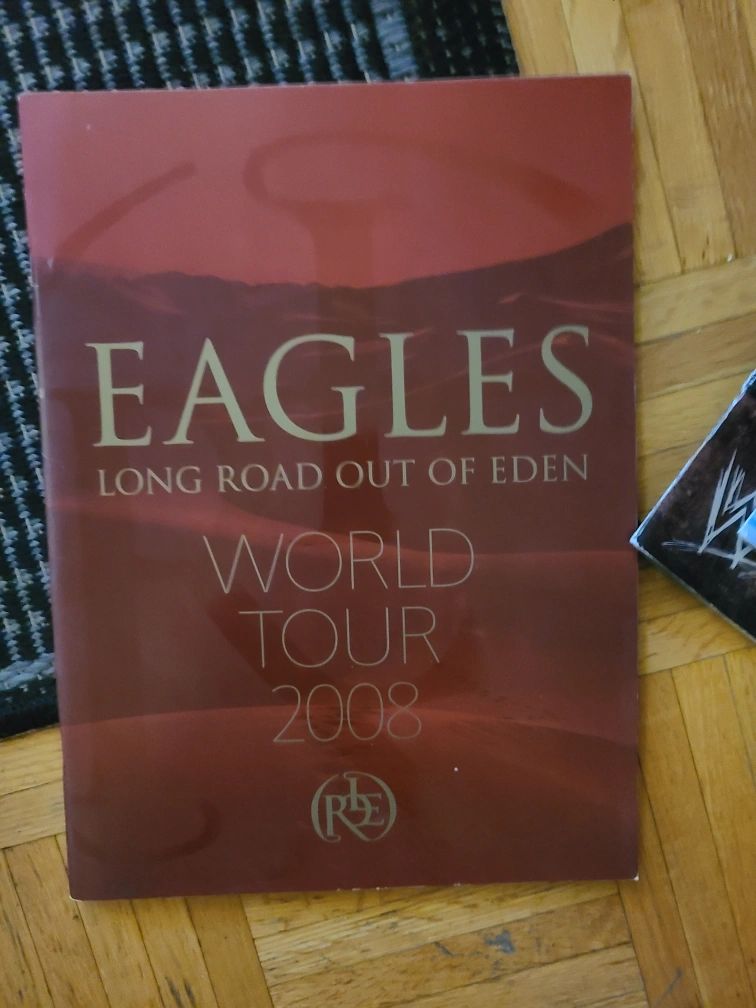 EAGLES
LONG ROAD OUT OF EDEN
WORLD
TOUR
2008